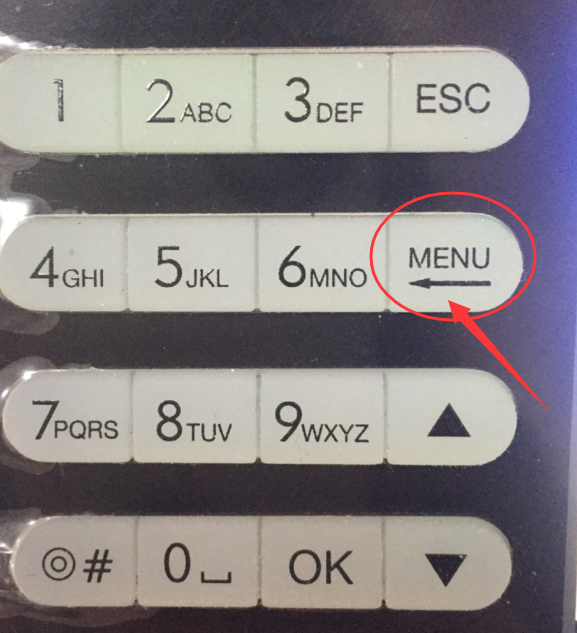 1 2ABC 3DEF ESC
4GHI 5JKL 6MNO MENU
7PQRS 8TUV 9WXYZ ▲
◎# 0⎵ OK ▼